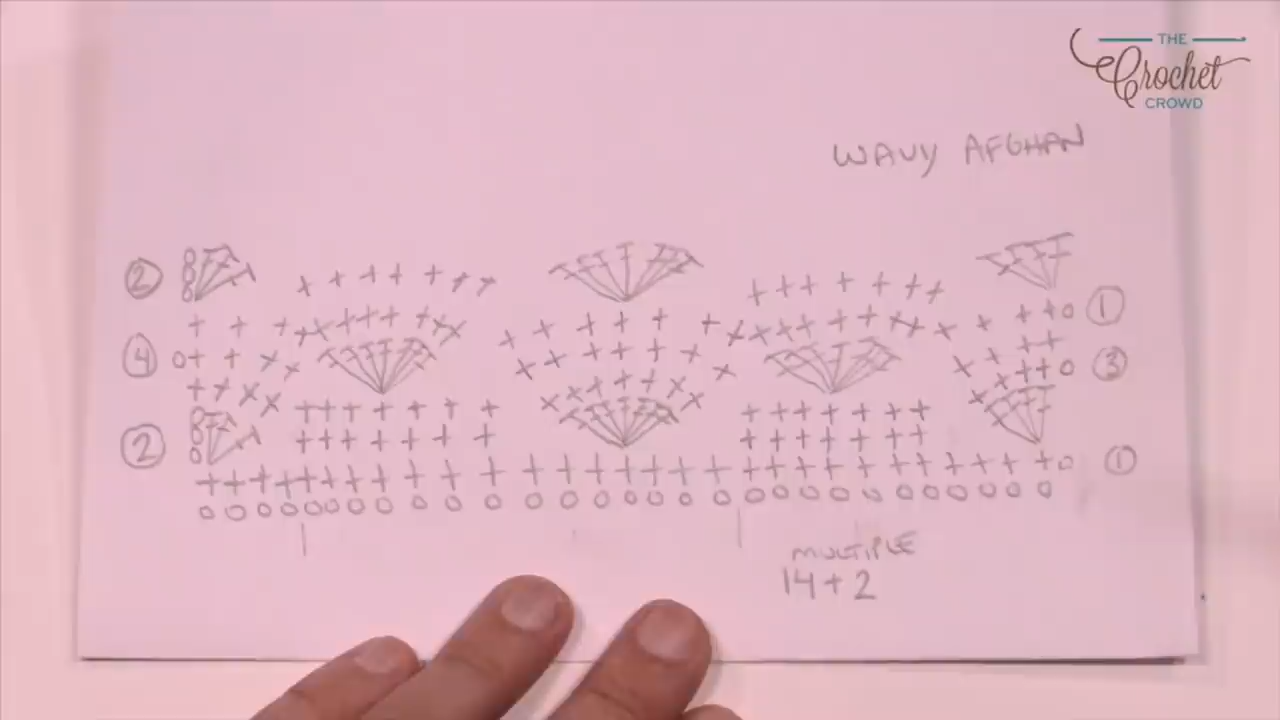 THE
Crochet
CROWD
WAVY AFGHAN
2
1
4
3
2
1
MULTIPLE
14+2